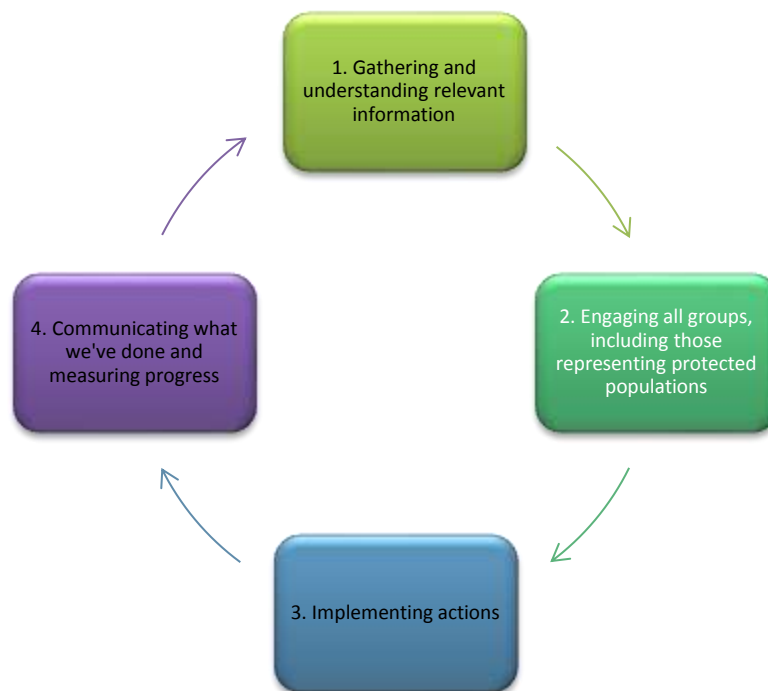 1. Gathering and
understanding relevant
information
2. Engaging all groups,
including those
representing protected
populations
3. Implementing actions
4. Communicating what
we've done and
measuring progress